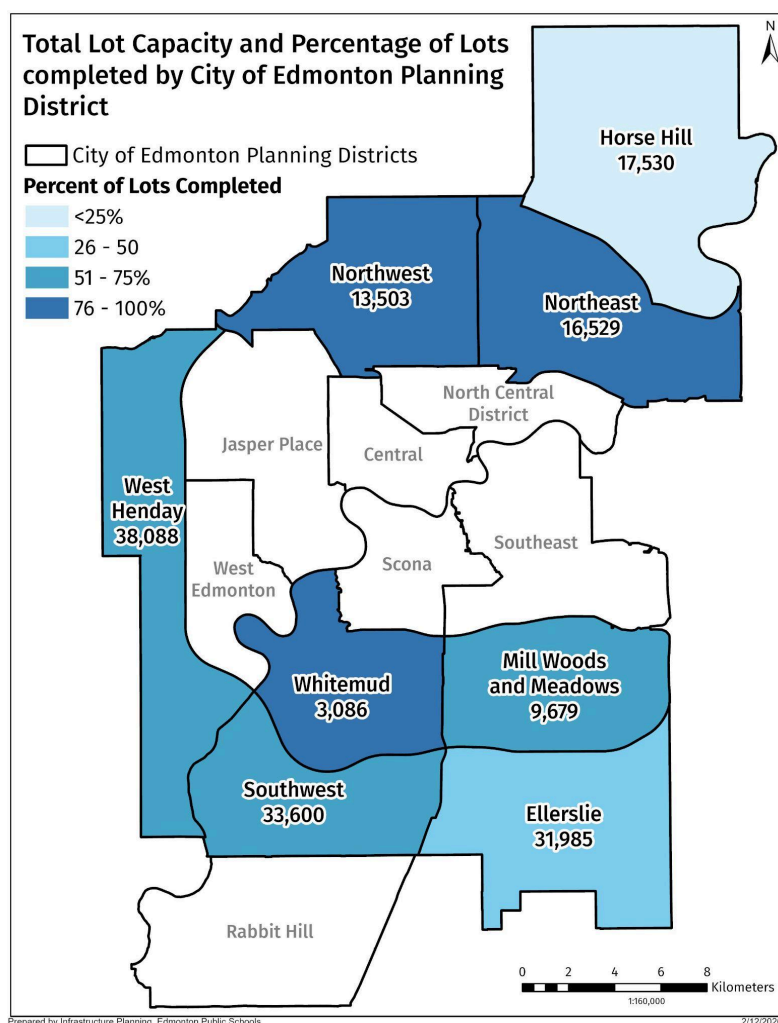 Total Lot Capacity and Percentage of Lots
completed by City of Edmonton Planning
District
City of Edmonton Planning Districts
Percent of Lots Completed
<25%
26 - 50
51 - 75%
76 - 100%
N
Horse Hill
17,530
Northwest
13,503
Northeast
16,529
North Central
District
Jasper Place
Central
West
Henday
38,088
Southeast
Scona
West
Edmonton
Mill Woods
and Meadows
9,679
Whitemud
3,086
Southwest
33,600
Ellerslie
31,985
Rabbit Hill
0 2 4 6 8
Kilometers
1:160,000
Prepared by Infrastructure Planning, Edmonton Public Schools